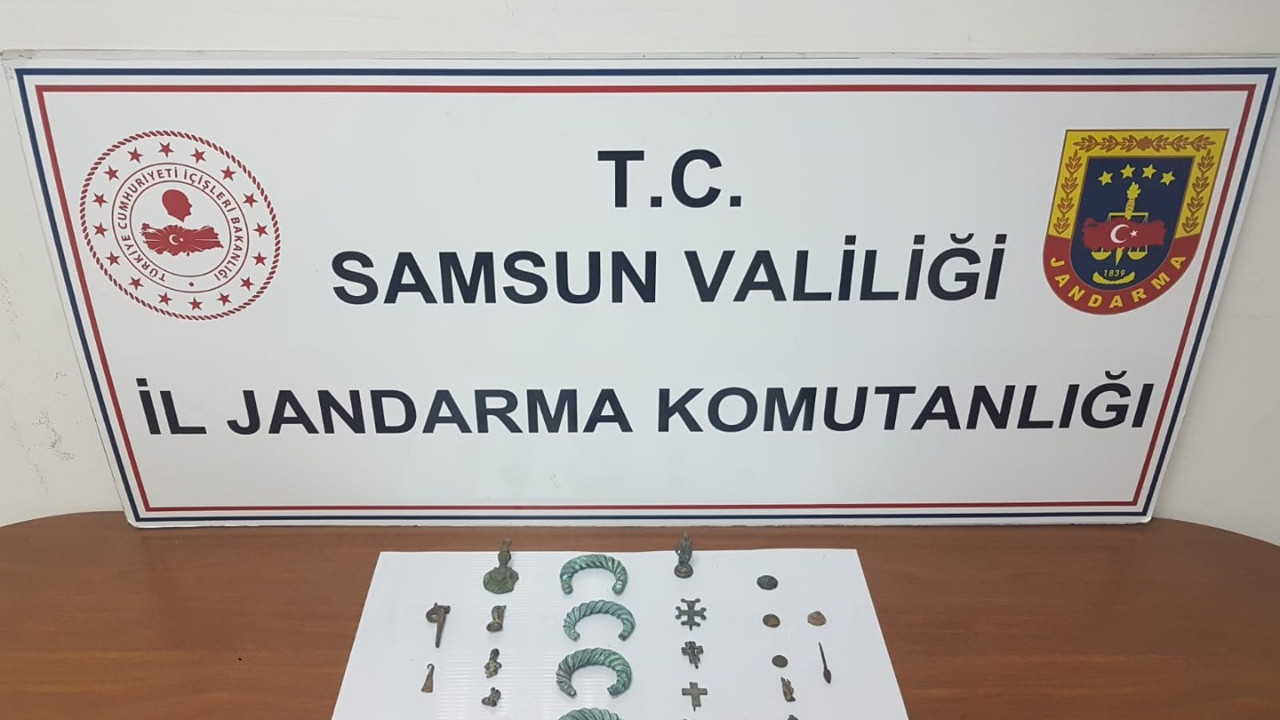 T.C.
SAMSUN VALİLİĞİ
İL JANDARMA KOMUTANLIĞI
TÜRKİYE CUMHURİYETİ İÇİŞLERİ BAKANLIĞI
1839
JANDARMA